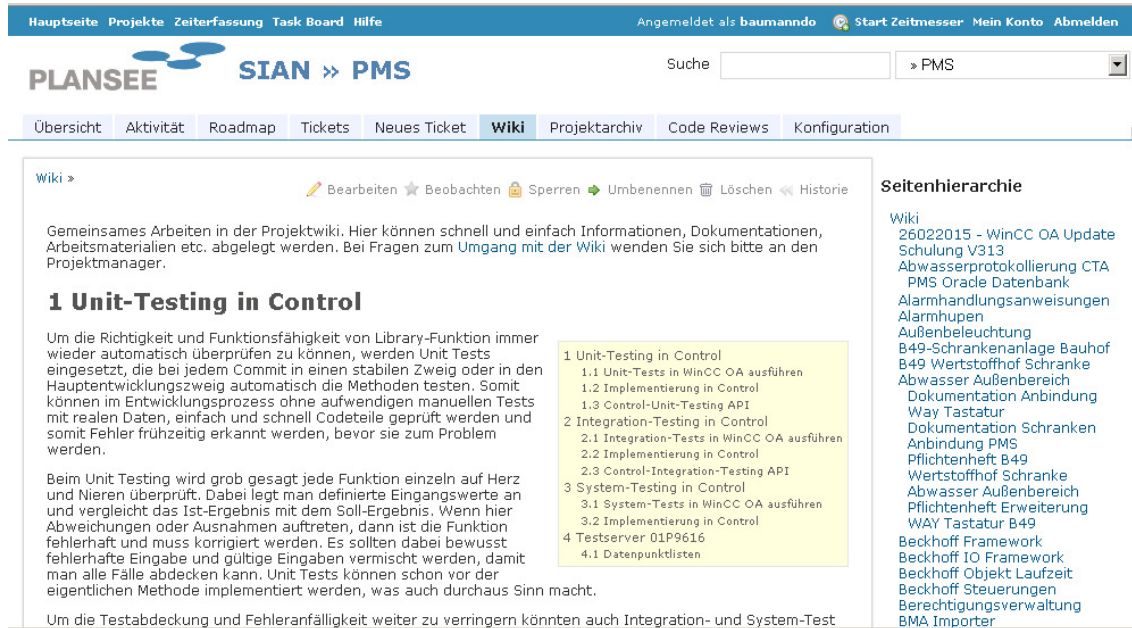 Hauptseite Projekte Zeiterfassung Task Board Hilfe
Angemeldet als baumanndo Start Zeitmesser Mein Konto Abmelden
PLANSEE
SIAN » PMS
Suche
» PMS
Übersicht Aktivität Roadmap Tickets Neues Ticket Wiki Projektarchiv Code Reviews Konfiguration
Wiki »
Bearbeiten Beobachten Sperren Umbenennen Löschen Historie
Gemeinsames Arbeiten in der Projektwiki. Hier können schnell und einfach Informationen, Dokumentationen,
Arbeitsmaterialien etc. abgelegt werden. Bei Fragen zum Umgang mit der Wiki wenden Sie sich bitte an den
Projektmanager.
1 Unit-Testing in Control
Um die Richtigkeit und Funktionsfähigkeit von Library-Funktion immer
wieder automatisch überprüfen zu können, werden Unit Tests
eingesetzt, die bei jedem Commit in einen stabilen Zweig oder in den
Hauptentwicklungszweig automatisch die Methoden testen. Somit
können im Entwicklungsprozess ohne aufwendigen manuellen Tests
mit realen Daten, einfach und schnell Codeteile geprüft werden und
somit Fehler frühzeitig erkannt werden, bevor sie zum Problem
werden.
Beim Unit Testing wird grob gesagt jede Funktion einzeln auf Herz
und Nieren überprüft. Dabei legt man definierte Eingangswerte an
und vergleicht das Ist-Ergebnis mit dem Soll-Ergebnis. Wenn hier
Abweichungen oder Ausnahmen auftreten, dann ist die Funktion
fehlerhaft und muss korrigiert werden. Es sollten dabei bewusst
fehlerhafte Eingabe und gültige Eingaben vermischt werden, damit
man alle Fälle abdecken kann. Unit Tests können schon vor der
eigentlichen Methode implementiert werden, was auch durchaus Sinn macht.
Um die Testabdeckung und Fehleranfälligkeit weiter zu verringern könnten auch Integration- und System-Test
1 Unit-Testing in Control
1.1 Unit-Tests in WinCC OA ausführen
1.2 Implementierung in Control
1.3 Control-Unit-Testing API
2 Integration-Testing in Control
2.1 Integration-Tests in WinCC OA ausführen
2.2 Implementierung in Control
2.3 Control-Integration-Testing API
3 System-Testing in Control
3.1 System-Tests in WinCC OA ausführen
3.2 Implementierung in Control
4 Testserver 01P9616
4.1 Datenpunktlisten
Seitenhierarchie
Wiki
26022015 - WinCC OA Update
Schulung V313
Abwasserprotokollierung CTA
PMS Oracle Datenbank
Alarmhandlungsanweisungen
Alarmhupen
Außenbeleuchtung
B49-Schrankenanlage Bauhof
B49 Wertstoffhof Schranke
Abwasser Außenbereich
Dokumentation Anbindung
Way Tastatur
Dokumentation Schranken
Anbindung PMS
Pflichtenheft B49
Wertstoffhof Schranke
Abwasser Außenbereich
Pflichtenheft Erweiterung
WAY Tastatur B49
Beckhoff Framework
Beckhoff IO Framework
Beckhoff Objekt Laufzeit
Beckhoff Steuerungen
Berechtigungsverwaltung
BMA Importer